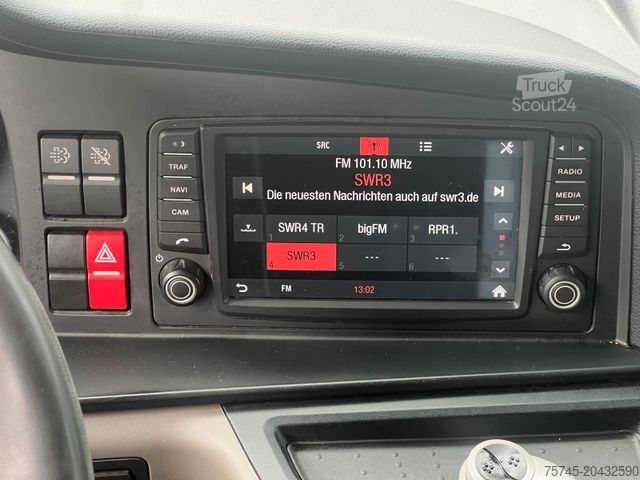 Truck
Scout24
SRC
FM 101.10 MHz
SWR3
Die neuesten Nachrichten auch auf swr3.de
1 SWR4 TR
2 bigFM
3 RPR1.
4 SWR3
5 ---
6 ---
FM
13:02
TRAF
NAVI
CAM
RADIO
MEDIA
SETUP
75745-20432590